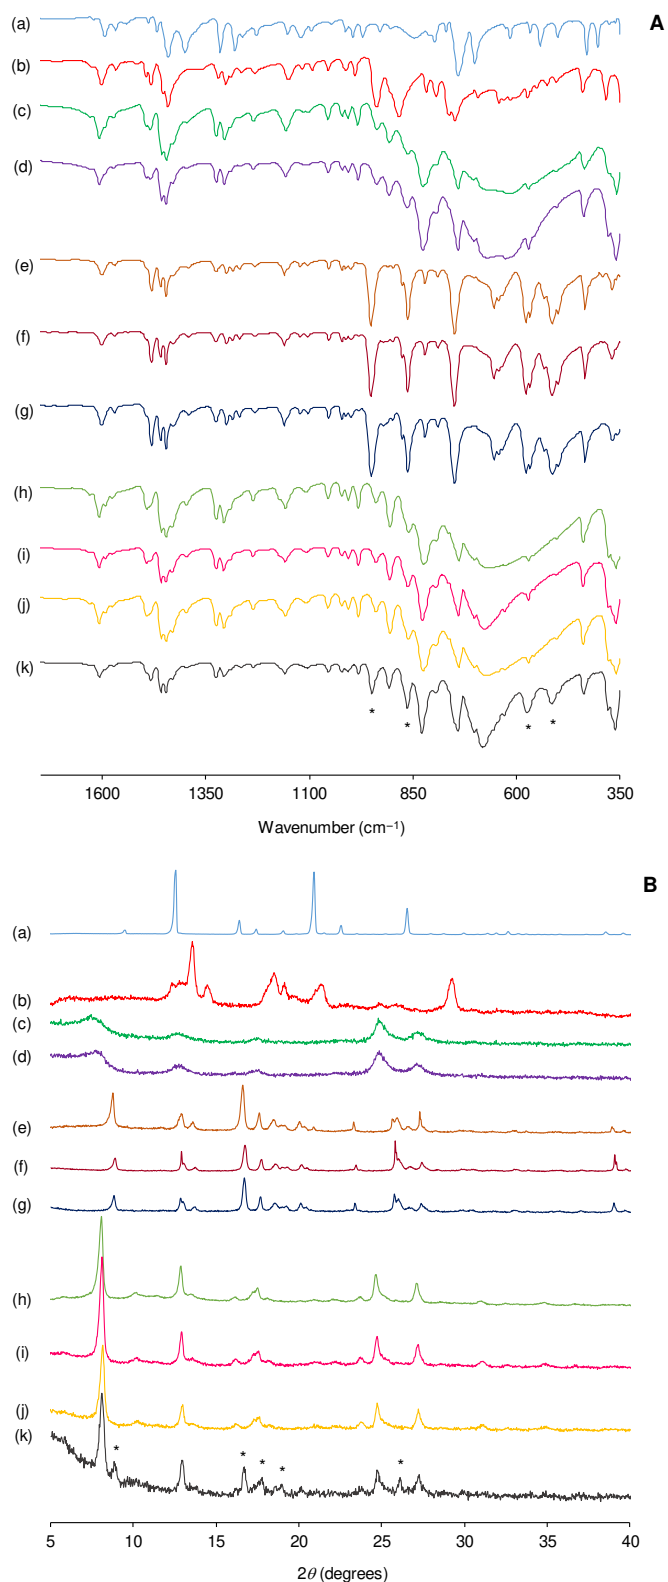 A
(a)
(b)
(c)
(d)
(e)
(f)
(g)
(h)
(i)
(j)
(k)
* * * *
1600 1350 1100 850 600 350
Wavenumber (cm⁻¹)
B
(a)
(b)
(c)
(d)
(e)
(f)
(g)
(h)
(i)
(j)
(k)
* * * * *
5 10 15 20 25 30 35 40
2θ (degrees)